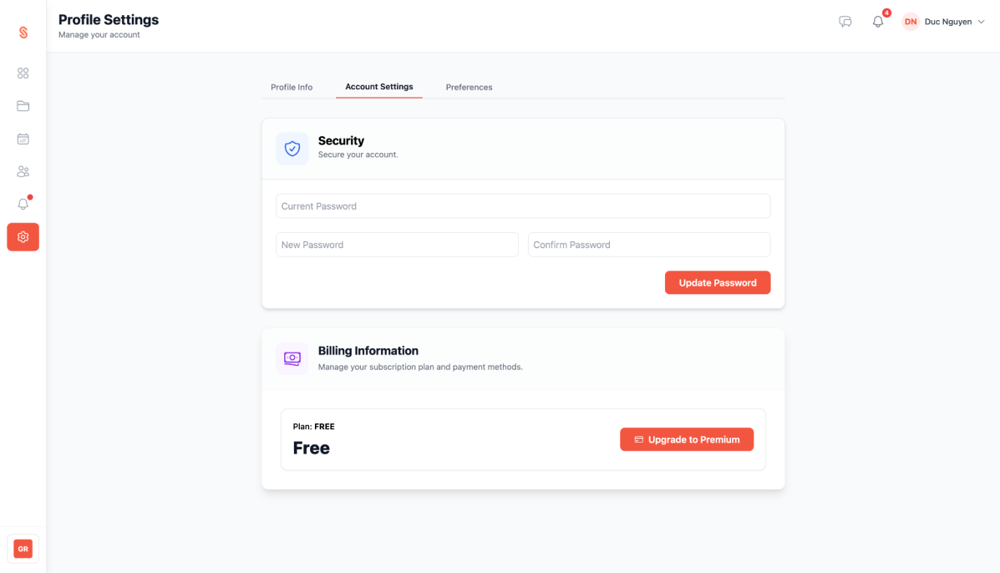 Profile Settings
Manage your account
4
DN
Duc Nguyen
Profile Info
Account Settings
Preferences
Security
Secure your account.
Current Password
New Password
Confirm Password
Update Password
Billing Information
Manage your subscription plan and payment methods.
Plan: FREE
Free
Upgrade to Premium
GR